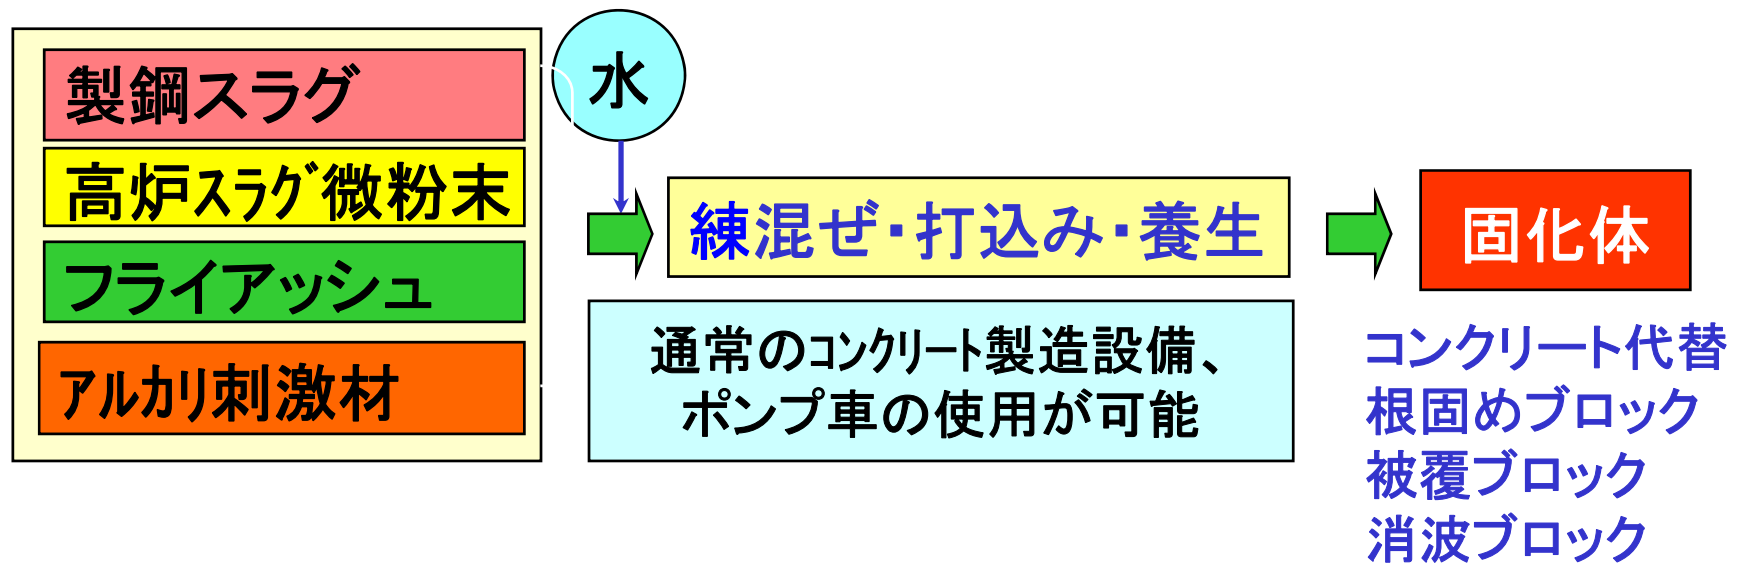 製鋼スラグ
高炉ｽﾗｸﾞ微粉末
フライアッシュ
ｱﾙｶﾘ刺激材
水
練混ぜ・打込み・養生
通常のｺﾝｸﾘｰﾄ製造設備、
ポンプ車の使用が可能
固化体
コンクリート代替
根固めブロック
被覆ブロック
消波ブロック